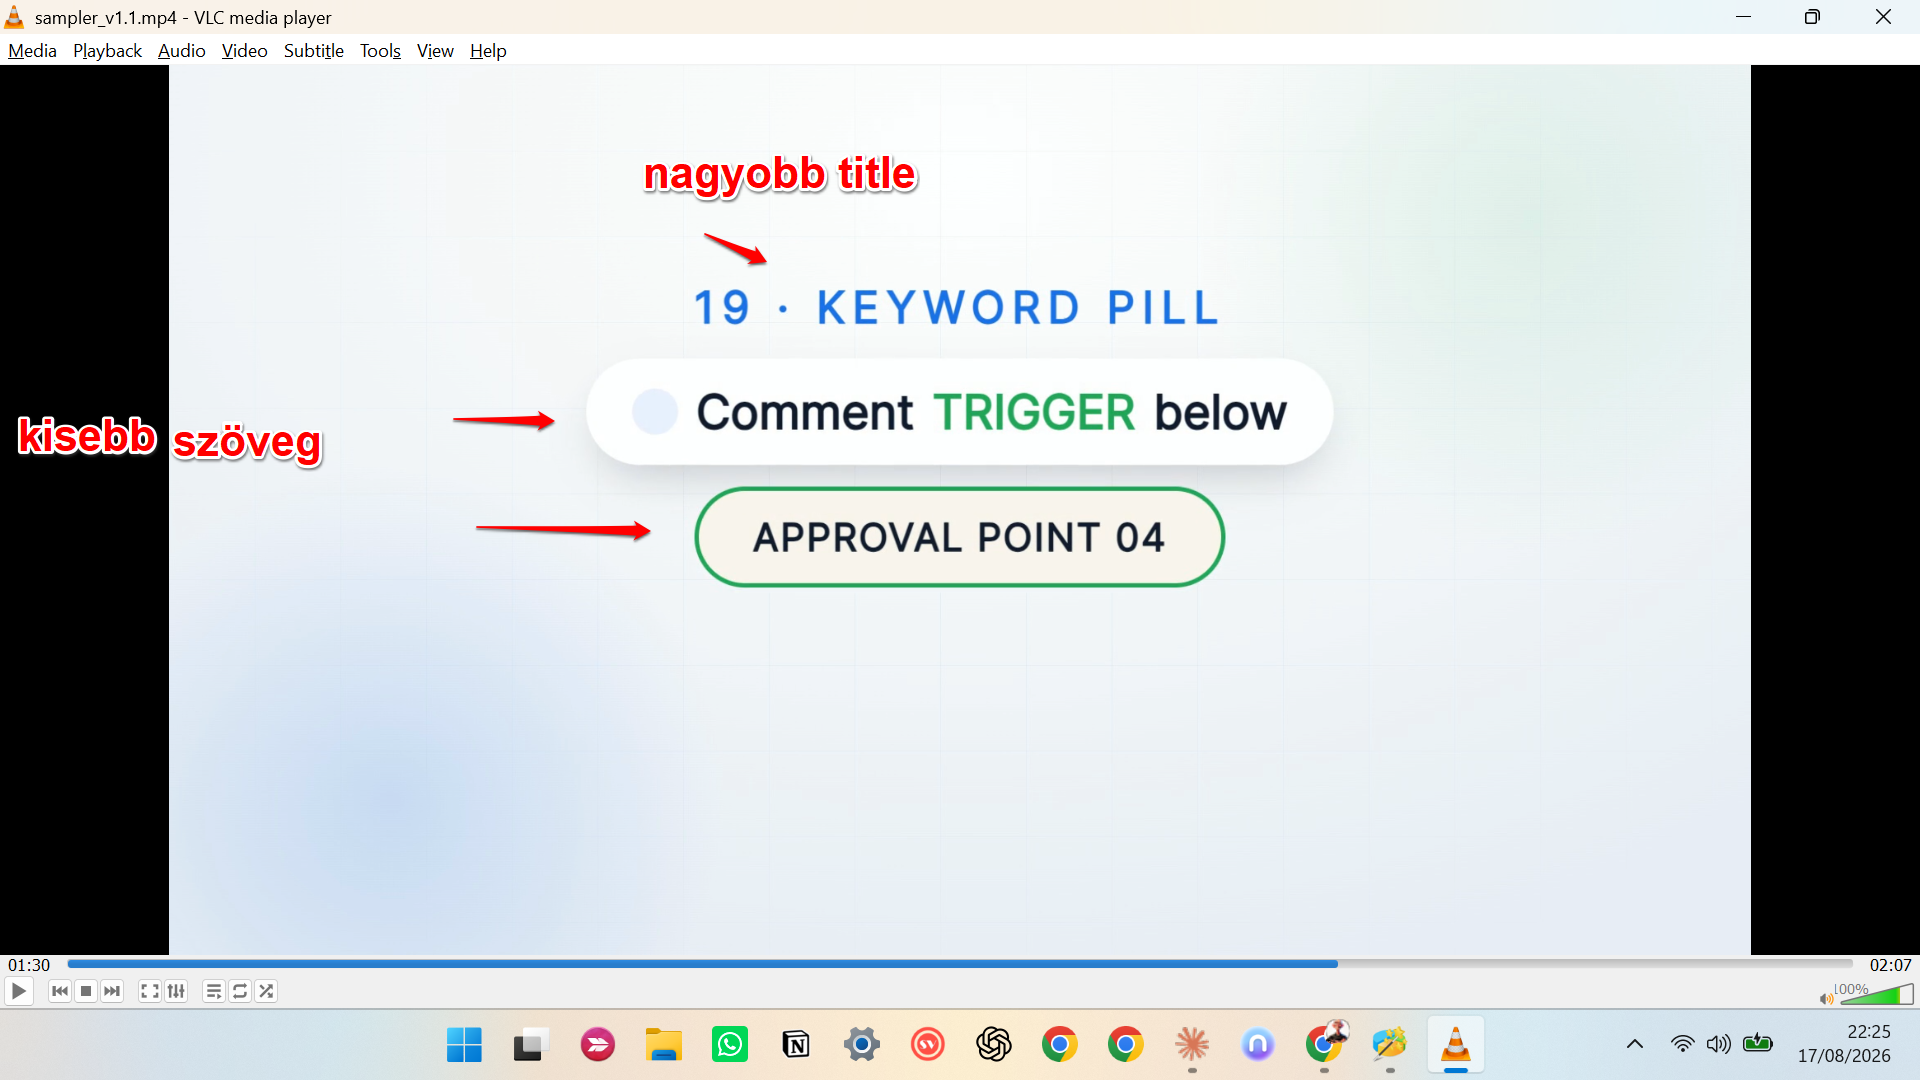 sampler_v1.1.mp4 - VLC media player
Media Playback Audio Video Subtitle Tools View Help
nagyobb title
19 · KEYWORD PILL
Comment TRIGGER below
kisebb szöveg
APPROVAL POINT 04
01:30
02:07
100%
22:25
17/08/2026